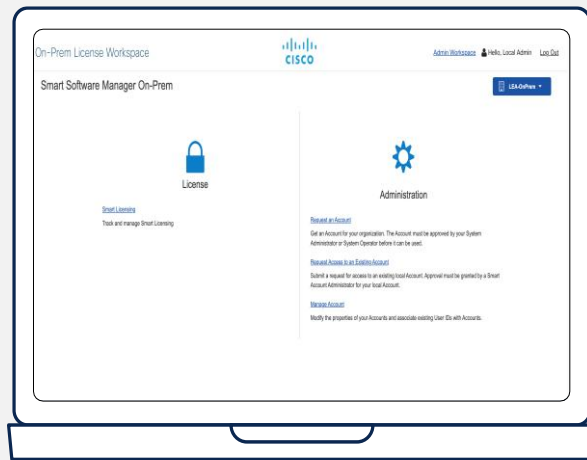 On-Prem License Workspace
CISCO
Admin Workspace Hello, Local Admin Log Out
Smart Software Manager On-Prem
LEA-OnPrem
License
Smart Licensing
Track and manage Smart Licensing
Administration
Request an Account
Get an Account for your organization. The Account must be approved by your System
Administrator or System Operator before it can be used.
Request Access to an Existing Account
Submit a request for access to an existing local Account. Approval must be granted by a Smart
Account Administrator for your local Account.
Manage Account
Modify the properties of your Accounts and associate existing User IDs with Accounts.